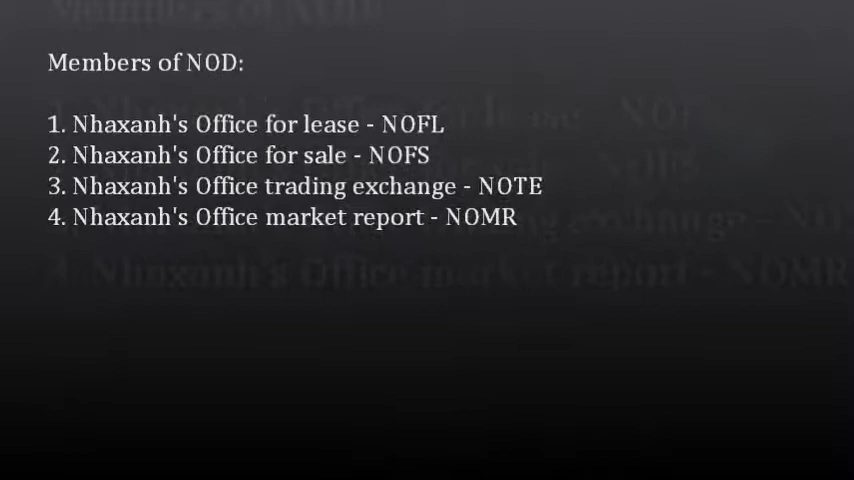 Members of NOD:
1. Nhaxanh's Office for lease - NOFL
2. Nhaxanh's Office for sale - NOFS
3. Nhaxanh's Office trading exchange - NOTE
4. Nhaxanh's Office market report - NOMR